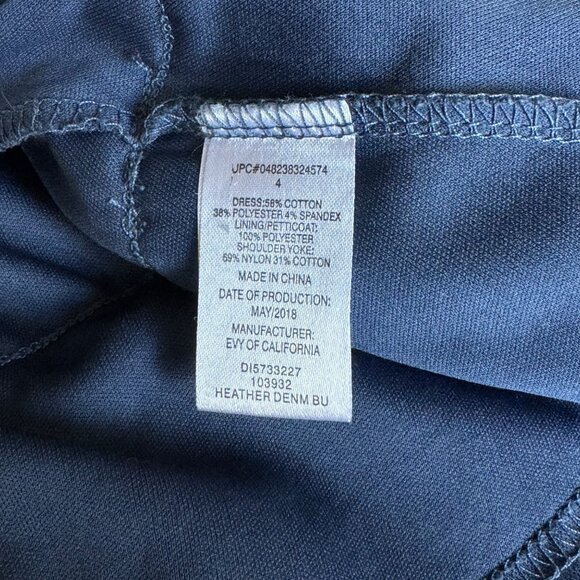 UPC#048238324574
4
DRESS:58% COTTON
38% POLYESTER 4% SPANDEX
LINING/PETTICOAT:
100% POLYESTER
SHOULDER YOKE:
69% NYLON 31% COTTON
MADE IN CHINA
DATE OF PRODUCTION:
MAY/2018
MANUFACTURER:
EVY OF CALIFORNIA
DI5733227
103932
HEATHER DENM BU